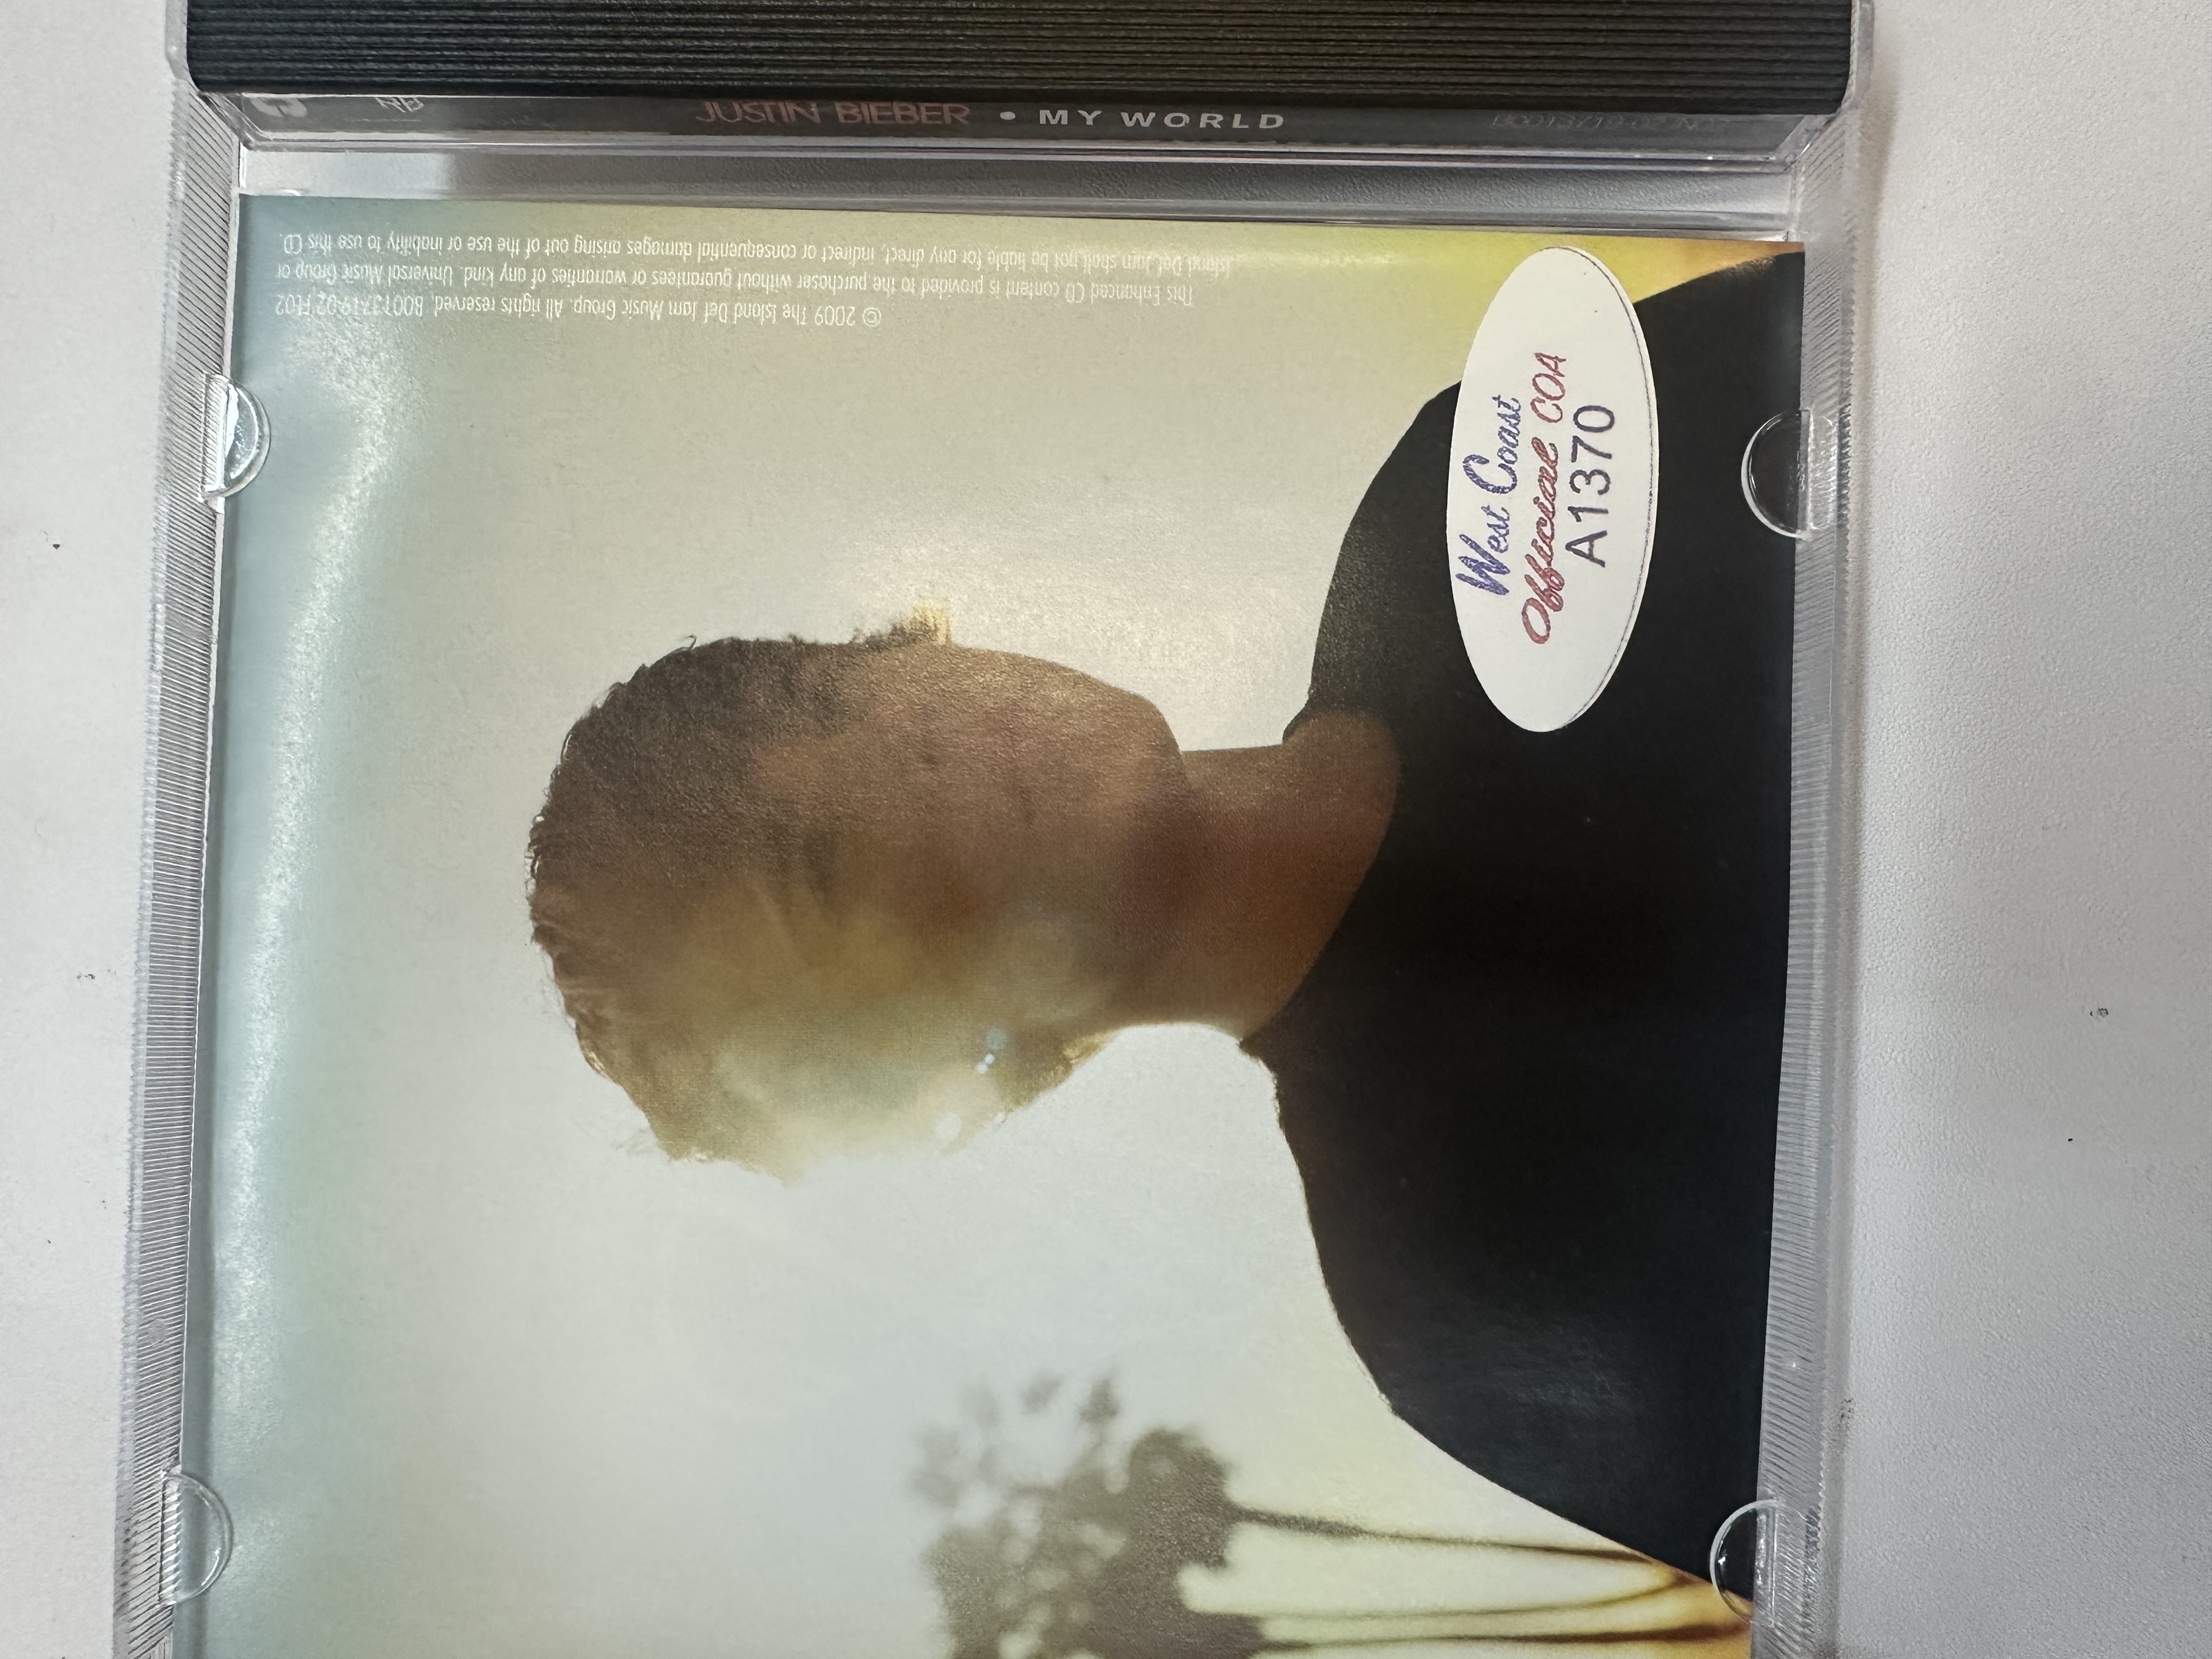 JUSTIN BIEBER • MY WORLD
© 2009 The Island Def Jam Music Group. All rights reserved. B0013719-02 FL02
This Enhanced CD content is provided to the purchaser without guarantees or warranties of any kind. Universal Music Group or
Island Def Jam shall not be liable for any direct, indirect or consequential damages arising out of the use or inability to use this CD.
West Coast
Official COA
A1370